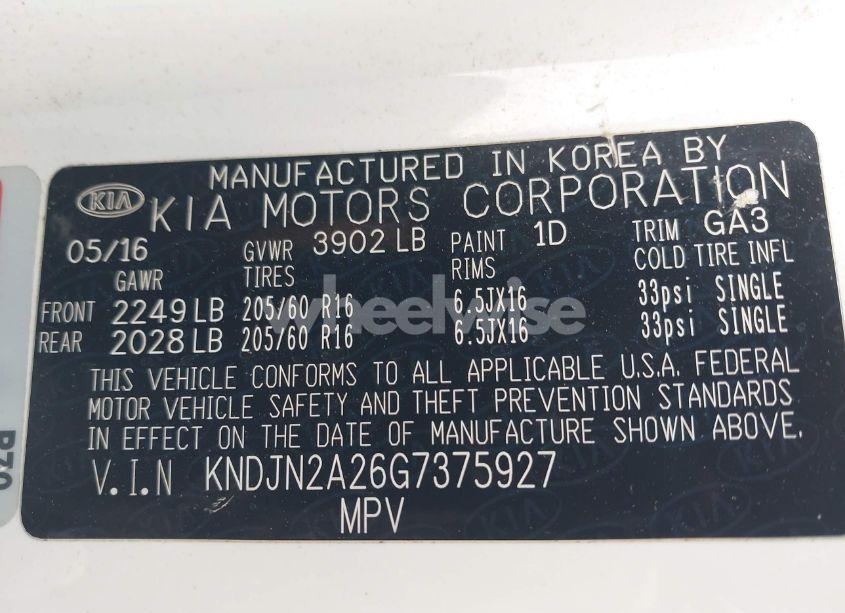 MANUFACTURED IN KOREA BY
KIA KIA MOTORS CORPORATION
05/16 GVWR 3902 LB PAINT 1D TRIM GA3
GAWR TIRES RIMS COLD TIRE INFL
FRONT 2249 LB 205/60 R16 6.5JX16 33psi SINGLE
REAR 2028 LB 205/60 R16 6.5JX16 33psi SINGLE
wheelwise
THIS VEHICLE CONFORMS TO ALL APPLICABLE U.S.A. FEDERAL
MOTOR VEHICLE SAFETY AND THEFT PREVENTION STANDARDS
IN EFFECT ON THE DATE OF MANUFACTURE SHOWN ABOVE.
V.I.N KNDJN2A26G7375927
MPV